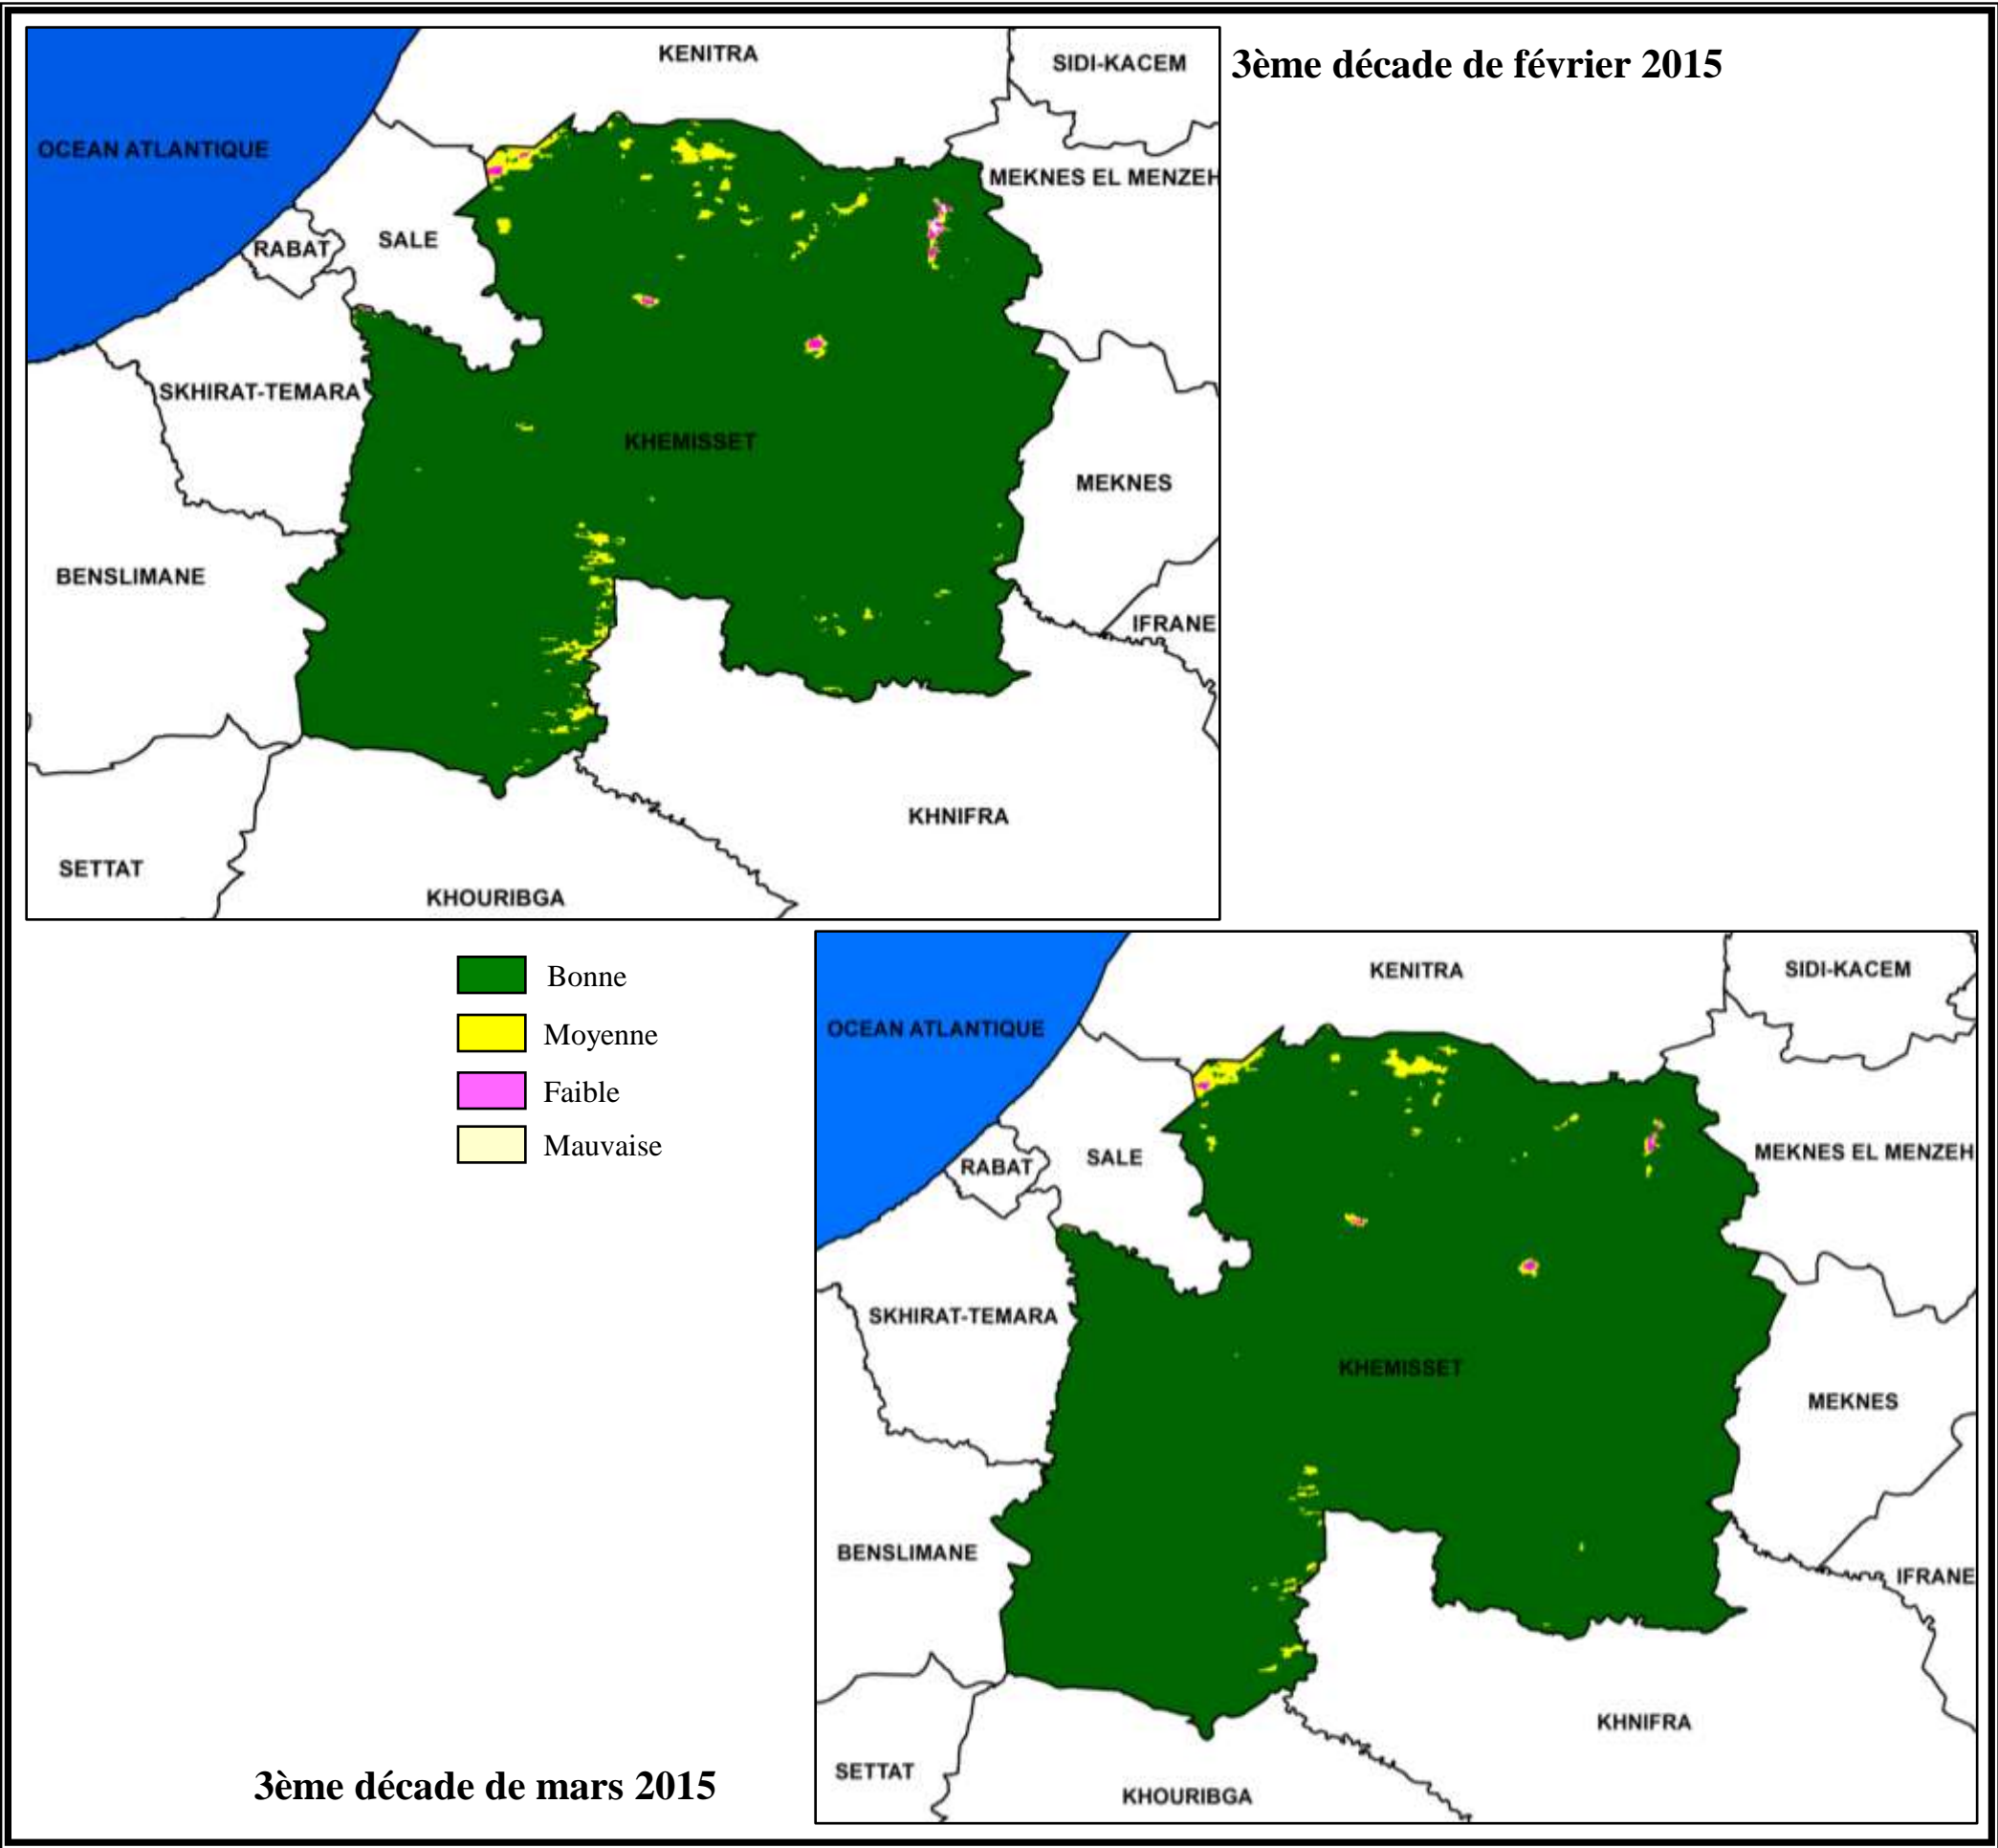 3ème décade de février 2015
KENITRA
SIDI-KACEM
OCEAN ATLANTIQUE
MEKNES EL MENZEH
RABAT
SALE
SKHIRAT-TEMARA
KHEMISSET
MEKNES
BENSLIMANE
IFRANE
KHNIFRA
SETTAT
KHOURIBGA
Bonne
Moyenne
Faible
Mauvaise
KENITRA
SIDI-KACEM
OCEAN ATLANTIQUE
MEKNES EL MENZEH
RABAT
SALE
SKHIRAT-TEMARA
KHEMISSET
MEKNES
BENSLIMANE
IFRANE
KHNIFRA
SETTAT
KHOURIBGA
3ème décade de mars 2015